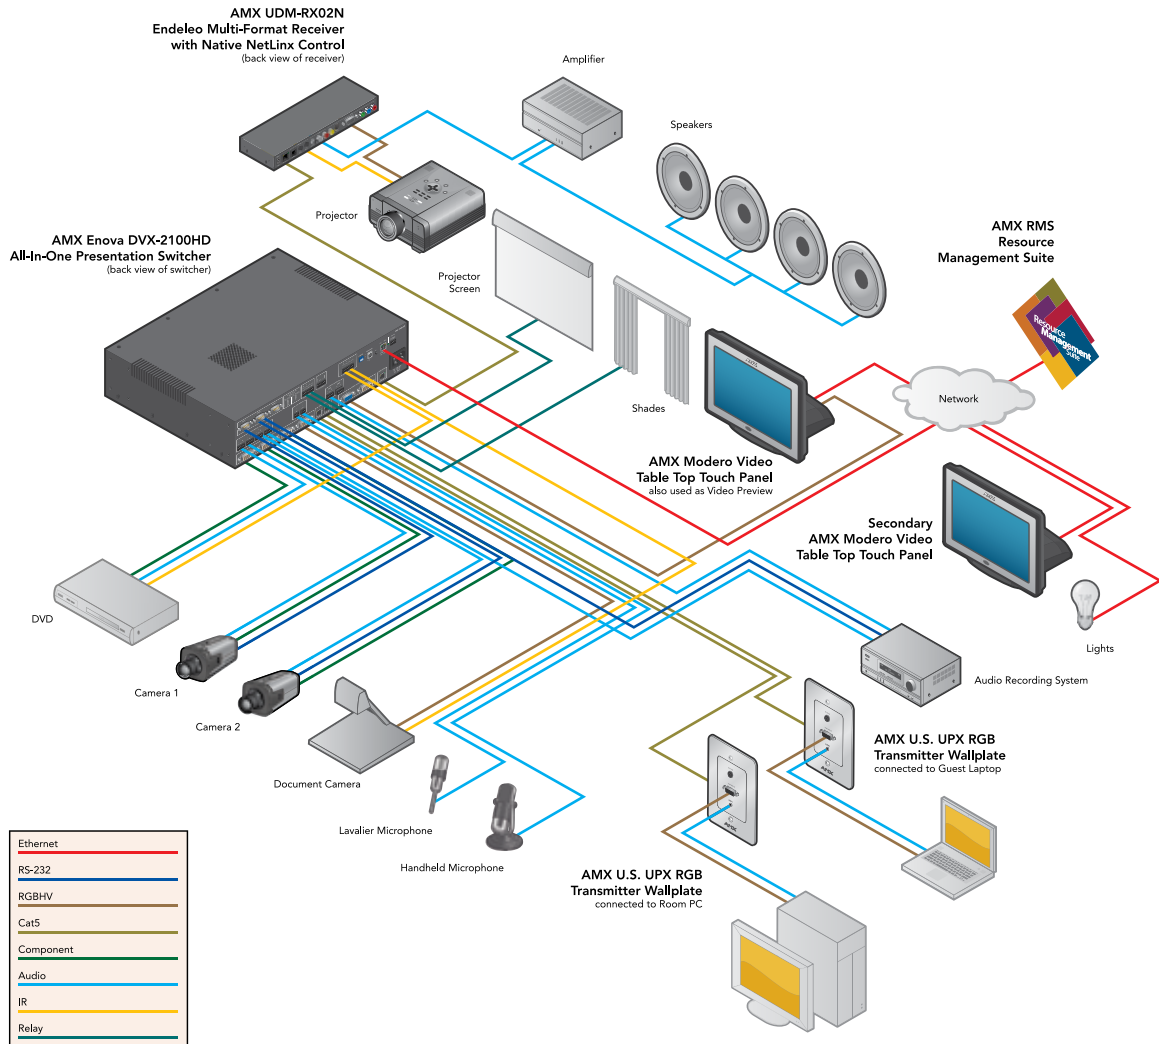 AMX UDM-RX02N
Endeleo Multi-Format Receiver
with Native NetLinx Control
(back view of receiver)
Amplifier
Speakers
Projector
AMX Enova DVX-2100HD
All-In-One Presentation Switcher
(back view of switcher)
Projector
Screen
AMX RMS
Resource
Management Suite
Resource
Management
Suite
Network
Shades
AMX Modero Video
Table Top Touch Panel
also used as Video Preview
Secondary
AMX Modero Video
Table Top Touch Panel
DVD
Lights
Audio Recording System
Camera 1
Camera 2
AMX U.S. UPX RGB
Transmitter Wallplate
connected to Guest Laptop
AMX
AMX
Document Camera
Lavalier Microphone
Handheld Microphone
AMX U.S. UPX RGB
Transmitter Wallplate
connected to Room PC
Ethernet
RS-232
RGBHV
Cat5
Component
Audio
IR
Relay